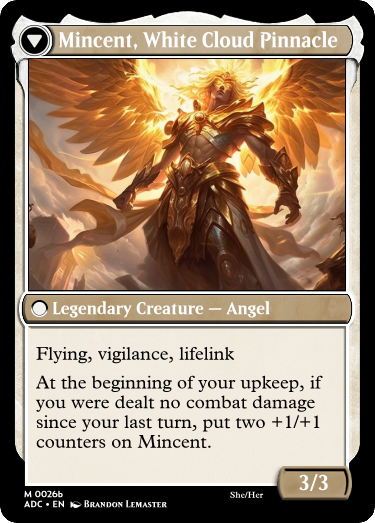 Mincent, White Cloud Pinnacle
Legendary Creature — Angel
Flying, vigilance, lifelink
At the beginning of your upkeep, if
you were dealt no combat damage
since your last turn, put two +1/+1
counters on Mincent.
3/3
M 0026b
ADC • EN Brandon Lemaster
She/Her